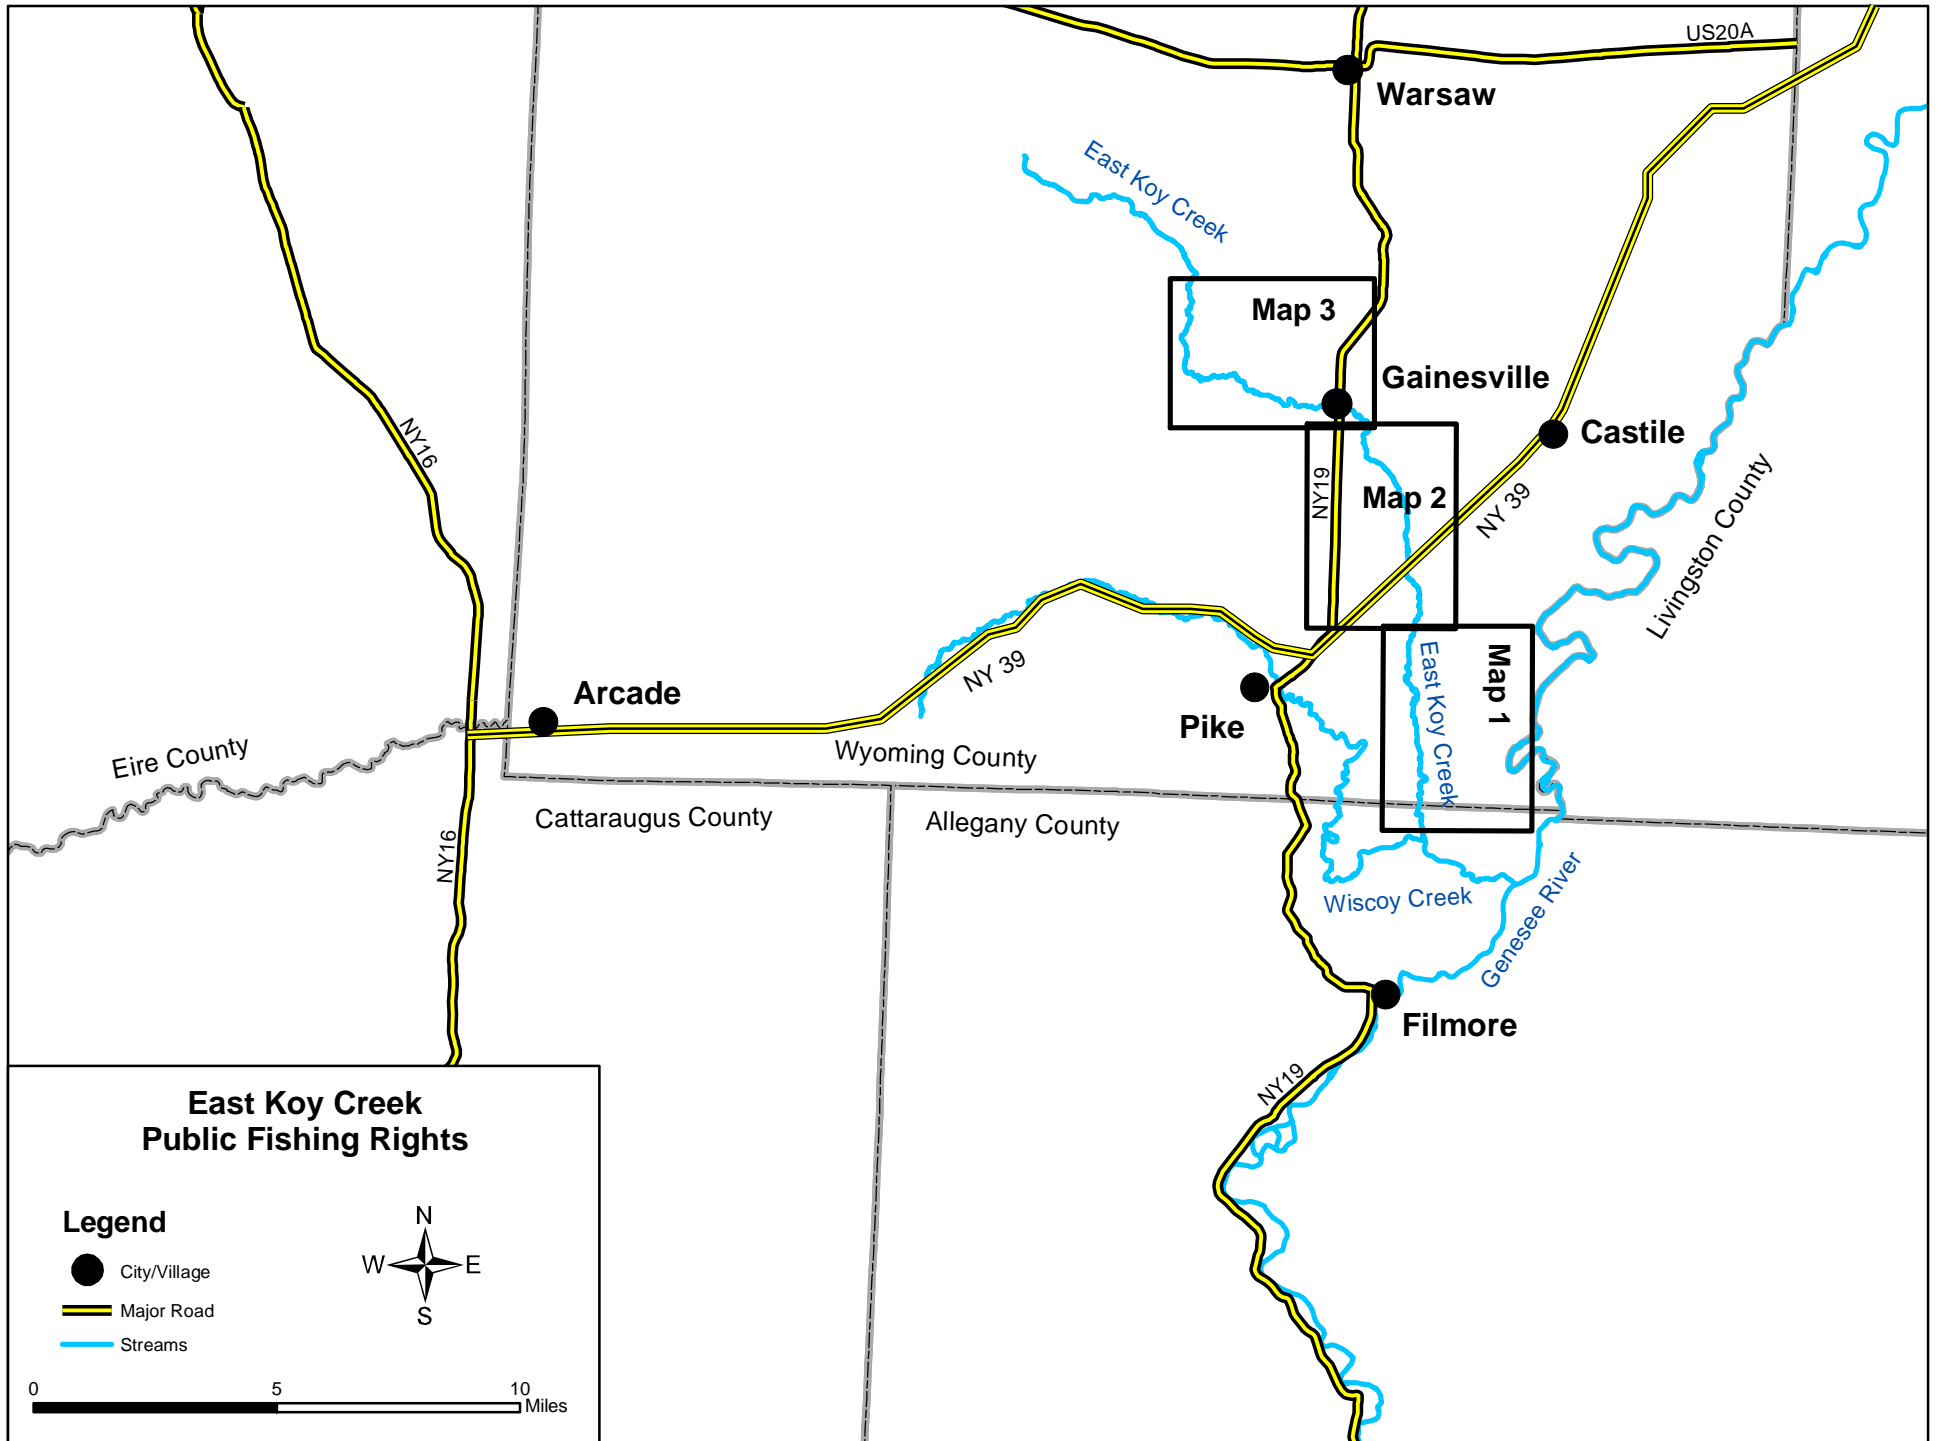 US20A
Warsaw
East Koy Creek
Map 3
Gainesville
Castile
NY16
NY19
Map 2
NY 39
Livingston County
East Koy Creek
Map 1
NY 39
Arcade
Pike
Eire County
Wyoming County
Cattaraugus County
Allegany County
NY16
Wiscoy Creek
Genesee River
Filmore
NY19
East Koy Creek
Public Fishing Rights
Legend
City/Village
Major Road
Streams
N
W E
S
0 5 10
Miles